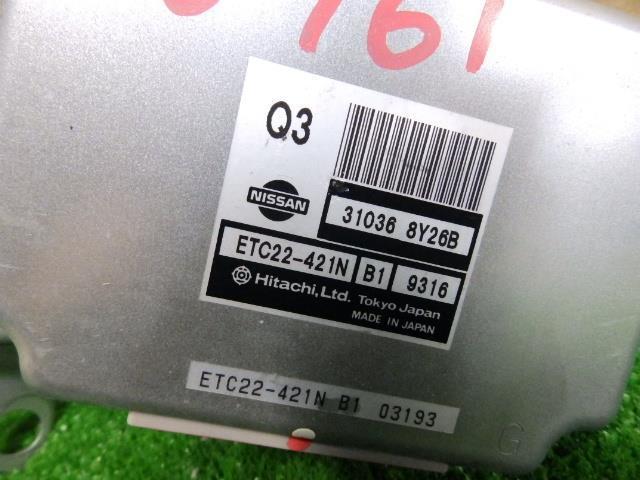 Q3
NISSAN
31036 8Y26B
ETC22-421N B1 9316
Hitachi, Ltd. Tokyo Japan
MADE IN JAPAN
ETC22-421N B1 03193
G